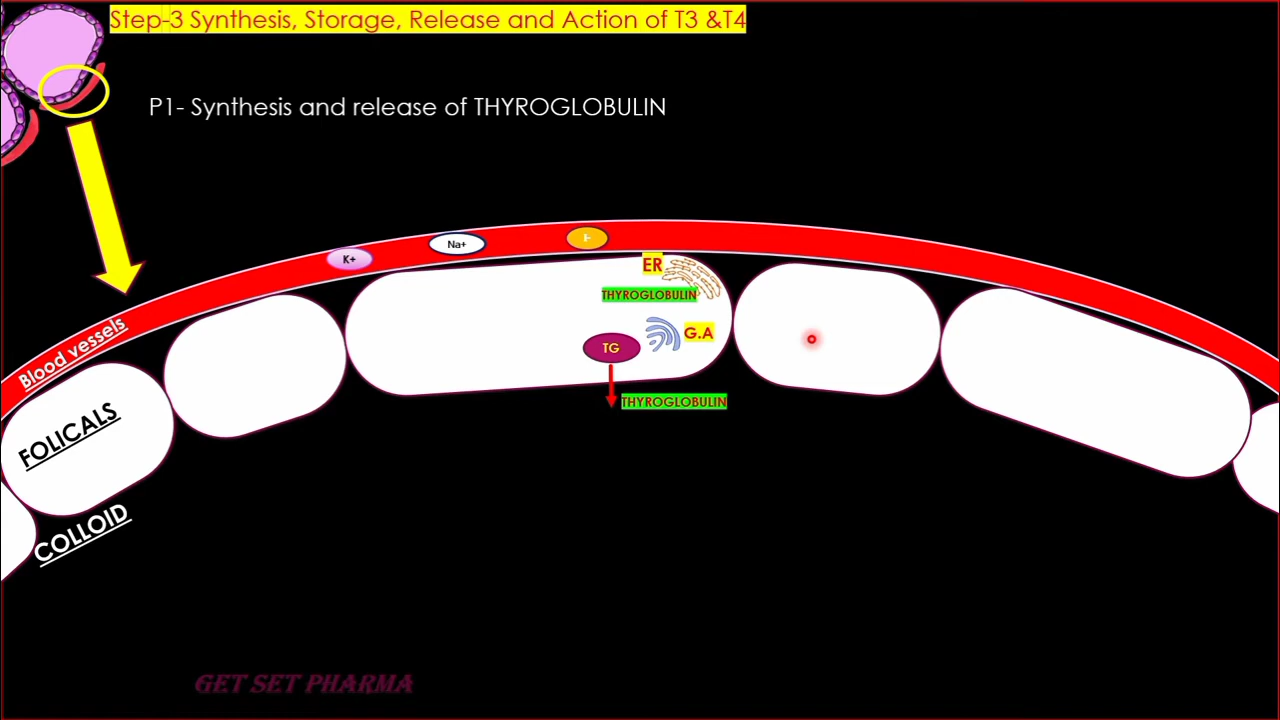 Step-3 Synthesis, Storage, Release and Action of T3 &T4
P1- Synthesis and release of THYROGLOBULIN
K+
Na+
I-
ER
THYROGLOBULIN
G.A
TG
THYROGLOBULIN
Blood vessels
FOLICALS
COLLOID
GET SET PHARMA